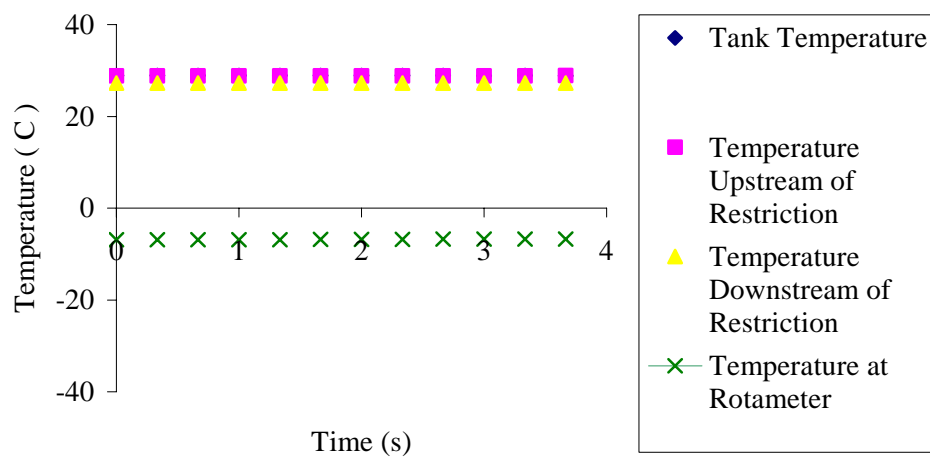 40
20
0
-20
-40
0
1
2
3
4
Temperature ( C )
Time (s)
Tank Temperature
Temperature
Upstream of
Restriction
Temperature
Downstream of
Restriction
Temperature at
Rotameter